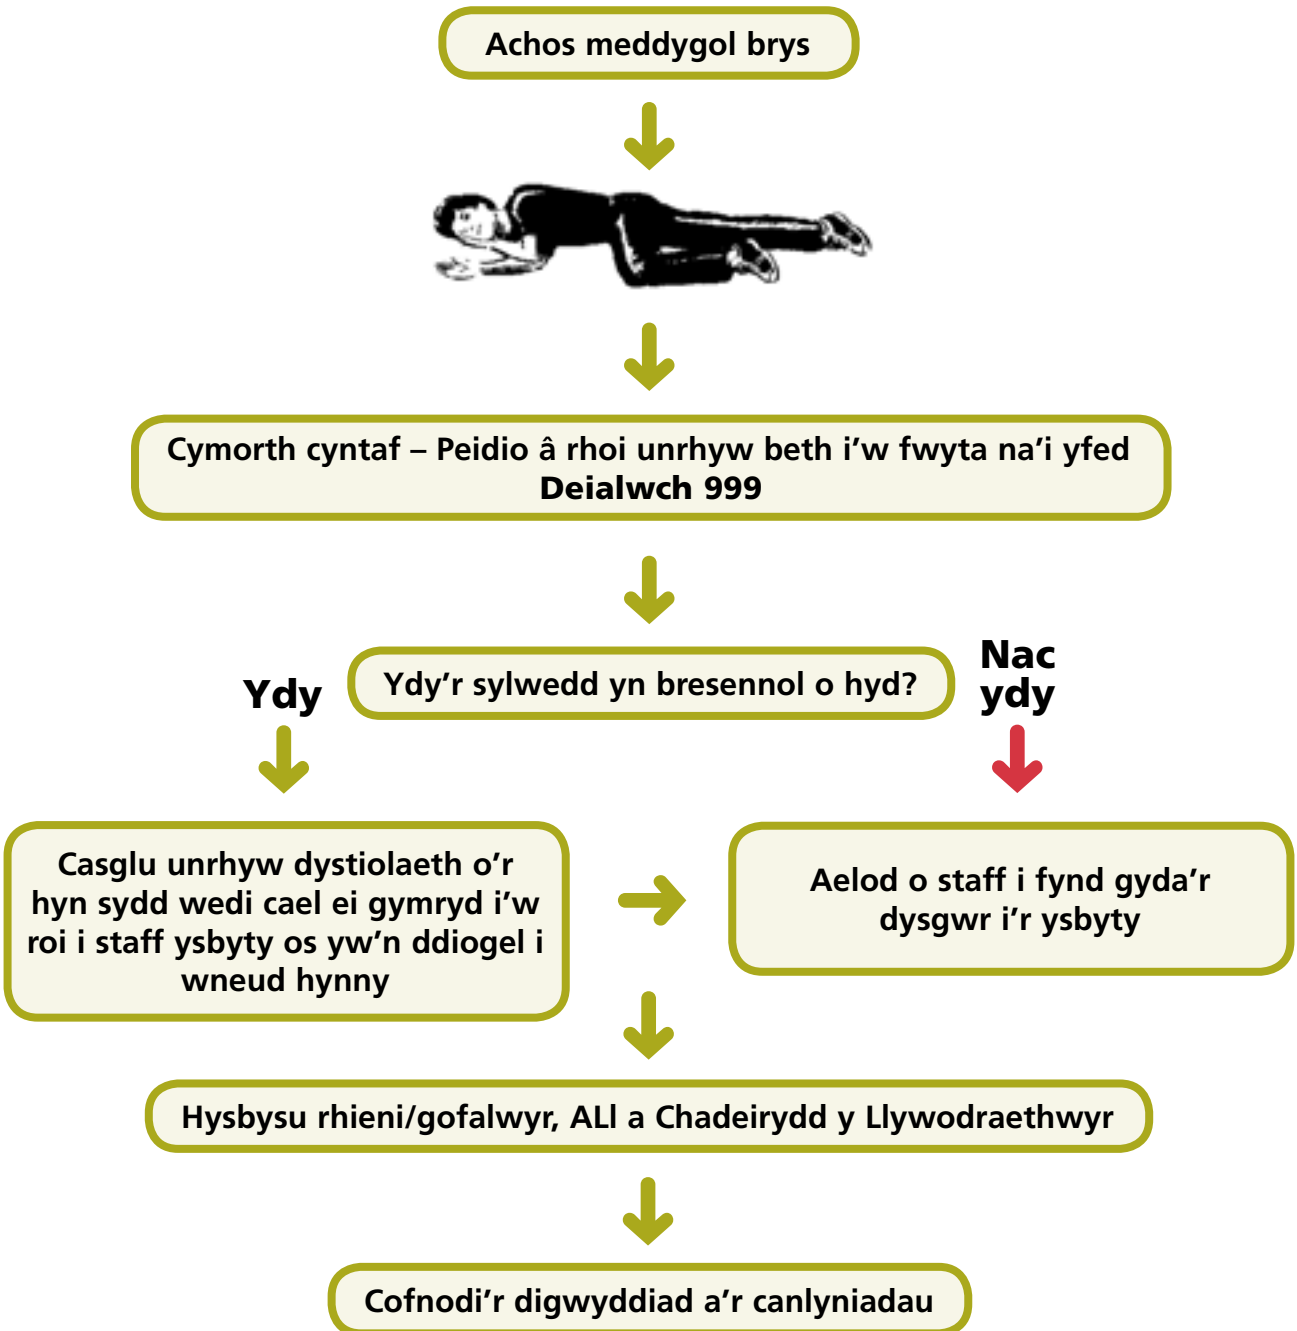 Achos meddygol brys
Cymorth cyntaf – Peidio â rhoi unrhyw beth i’w fwyta na’i yfed
Deialwch 999
Ydy’r sylwedd yn bresennol o hyd?
Ydy
Nac
ydy
Casglu unrhyw dystiolaeth o’r
hyn sydd wedi cael ei gymryd i’w
roi i staff ysbyty os yw’n ddiogel i
wneud hynny
Aelod o staff i fynd gyda’r
dysgwr i’r ysbyty
Hysbysu rhieni/gofalwyr, ALl a Chadeirydd y Llywodraethwyr
Cofnodi’r digwyddiad a’r canlyniadau